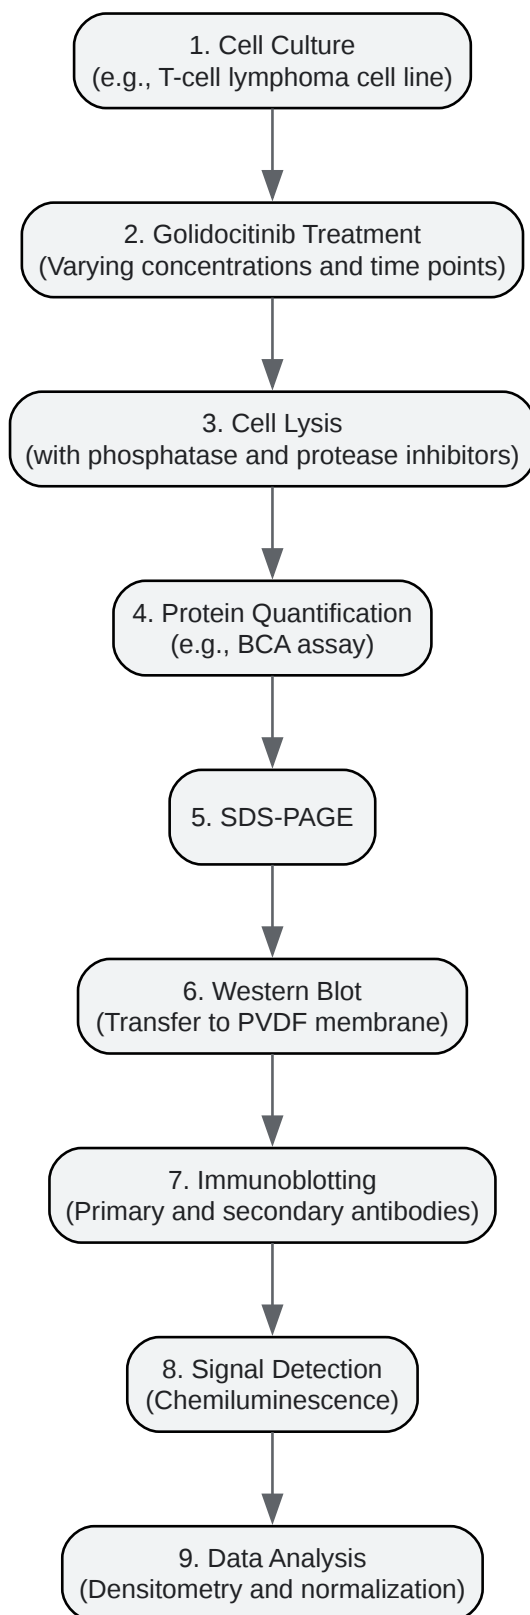 1. Cell Culture
(e.g., T-cell lymphoma cell line)
2. Golidocitinib Treatment
(Varying concentrations and time points)
3. Cell Lysis
(with phosphatase and protease inhibitors)
4. Protein Quantification
(e.g., BCA assay)
5. SDS-PAGE
6. Western Blot
(Transfer to PVDF membrane)
7. Immunoblotting
(Primary and secondary antibodies)
8. Signal Detection
(Chemiluminescence)
9. Data Analysis
(Densitometry and normalization)